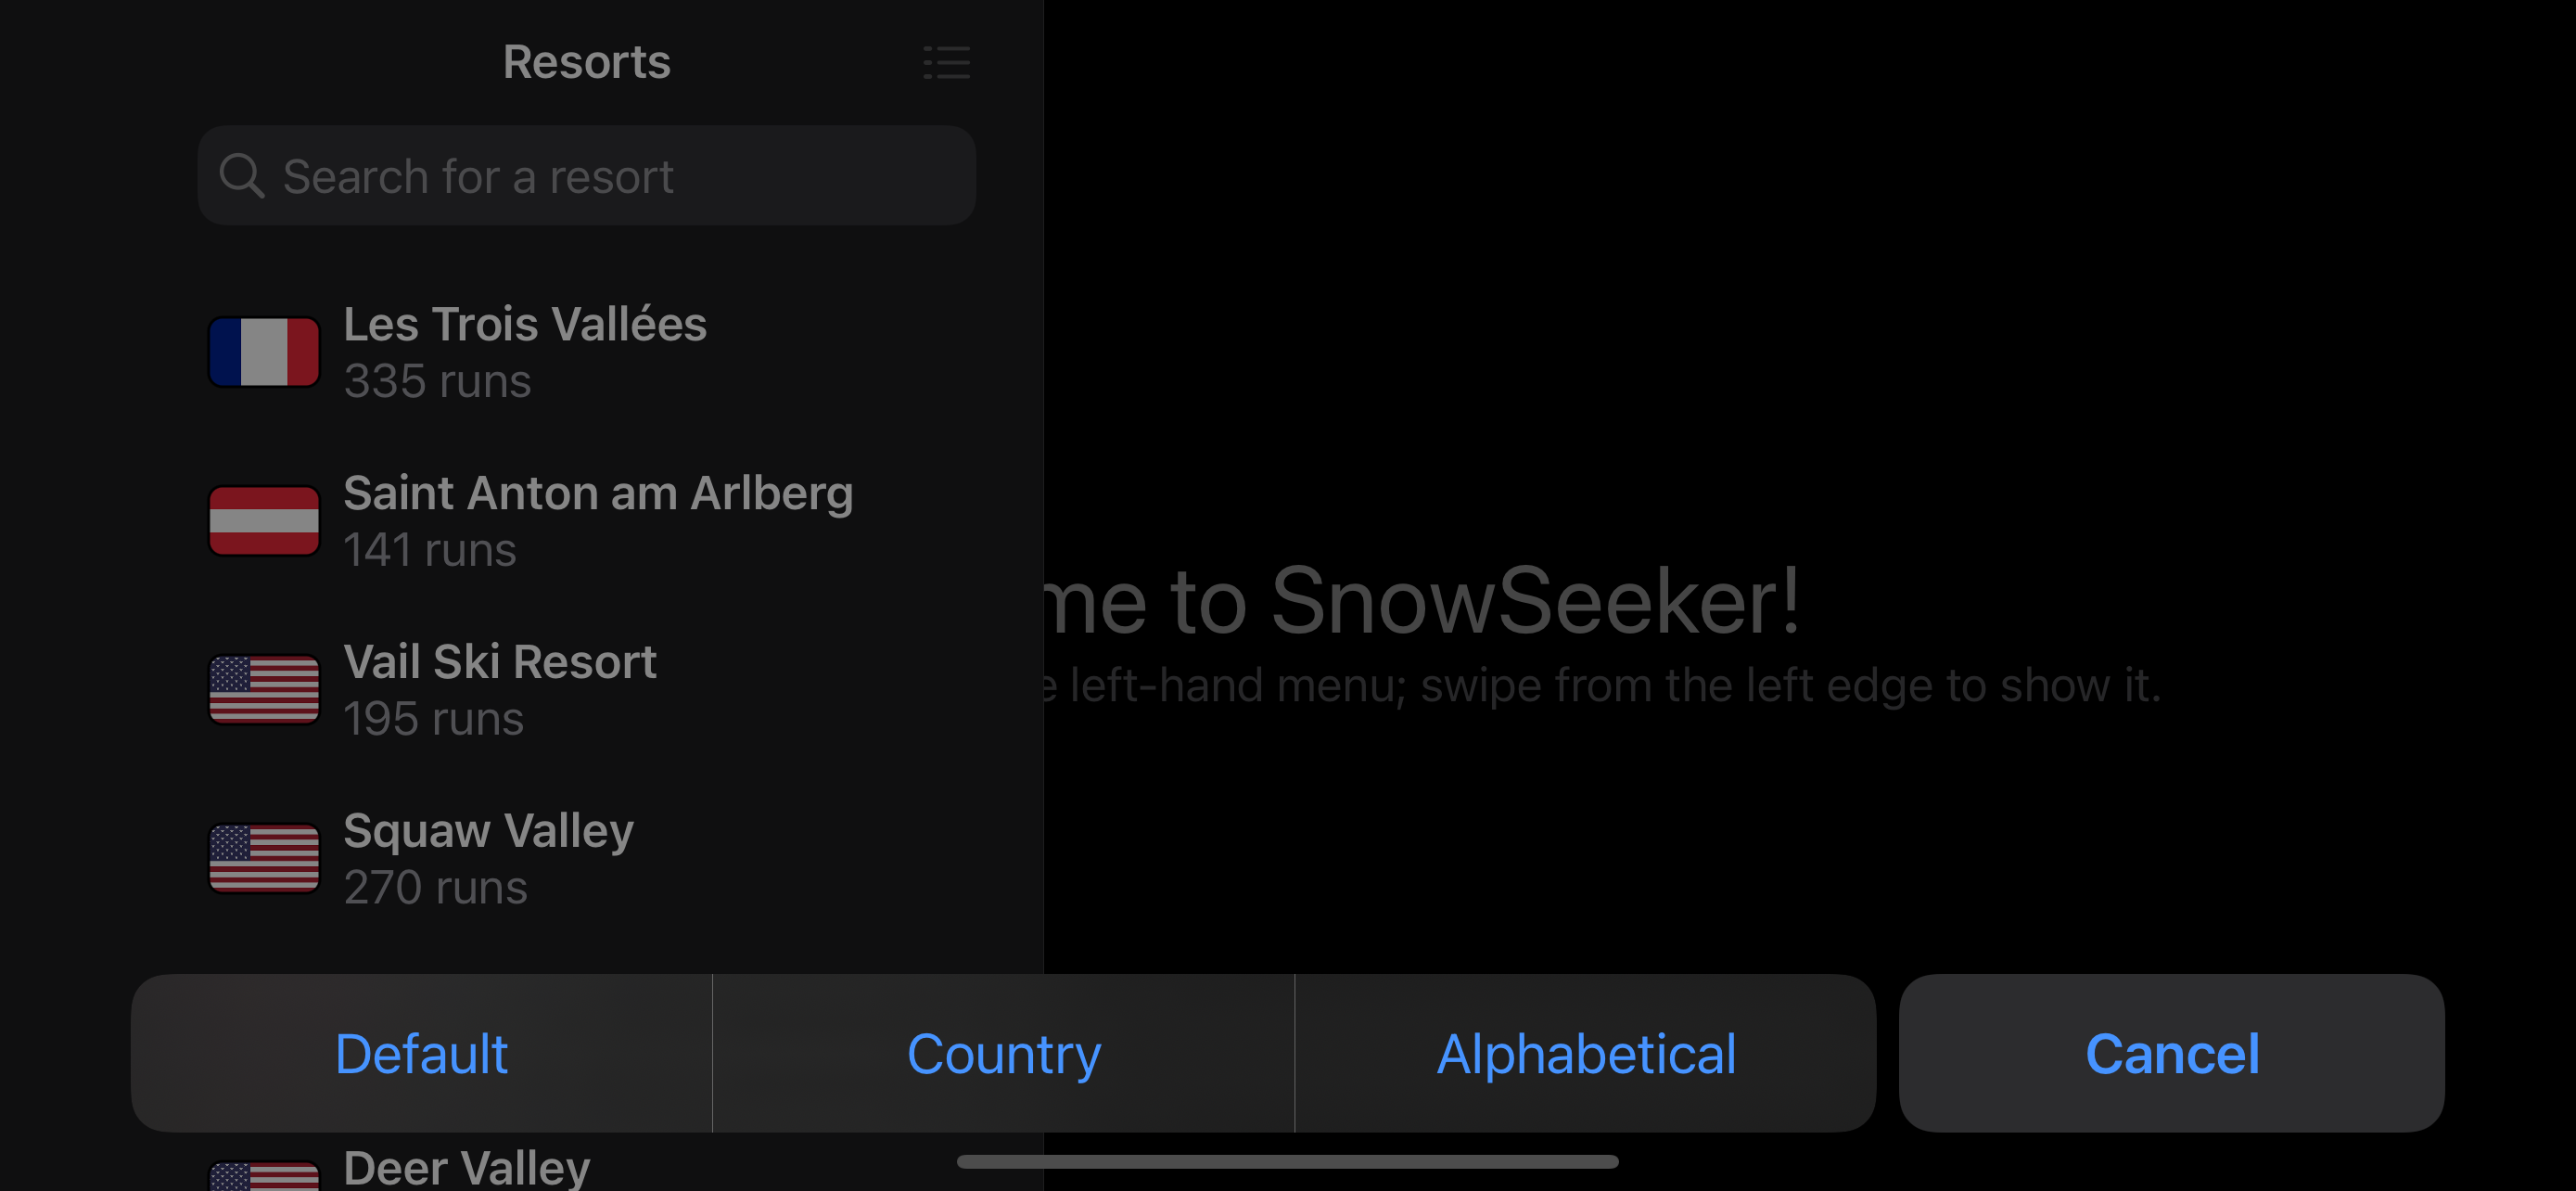 Resorts
Search for a resort
Les Trois Vallées
335 runs
Saint Anton am Arlberg
141 runs
Vail Ski Resort
195 runs
Squaw Valley
270 runs
Deer Valley
me to SnowSeeker!
e left-hand menu; swipe from the left edge to show it.
Default
Country
Alphabetical
Cancel